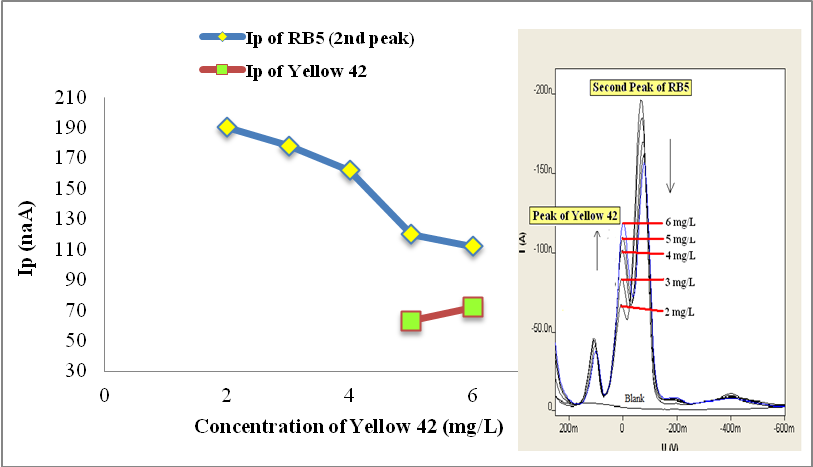 Ip of RB5 (2nd peak)
Ip of Yellow 42
210
190
170
150
130
110
90
70
50
30
0
2
4
6
Ip (naA)
Concentration of Yellow 42 (mg/L)
Second Peak of RB5
Peak of Yellow 42
6 mg/L
5 mg/L
4 mg/L
3 mg/L
2 mg/L
Blank
-200n
-150n
-100n
-50.0n
0
I (A)
200m
0
-200m
-400m
-600m